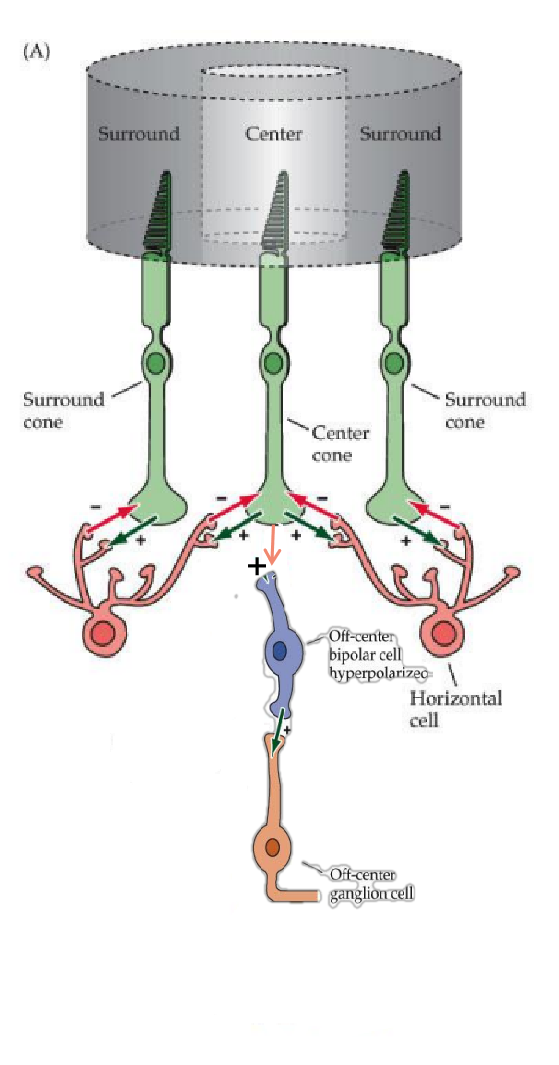 (A)
Surround Center Surround
Surround
cone
Surround
cone
Center
cone
- - - -
+ + + +
+
Off-center
bipolar cell
hyperpolarized
Horizontal
cell
+
Off-center
ganglion cell